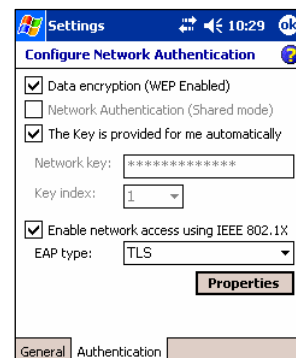 Settings 10:29 ok
Configure Network Authentication ?
Data encryption (WEP Enabled)
Network Authentication (Shared mode)
The Key is provided for me automatically
Network key: *************
Key index: 1
Enable network access using IEEE 802.1X
EAP type: TLS
Properties
General Authentication